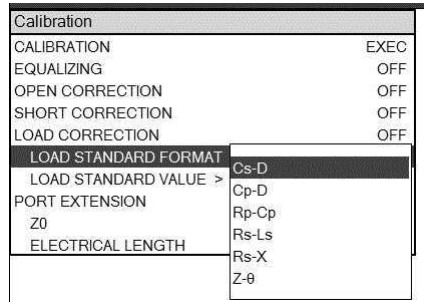 Calibration
CALIBRATION EXEC
EQUALIZING OFF
OPEN CORRECTION OFF
SHORT CORRECTION OFF
LOAD CORRECTION OFF
LOAD STANDARD FORMAT
LOAD STANDARD VALUE >
PORT EXTENSION
Z0
ELECTRICAL LENGTH
Cs-D
Cp-D
Rp-Cp
Rs-Ls
Rs-X
Z-θ